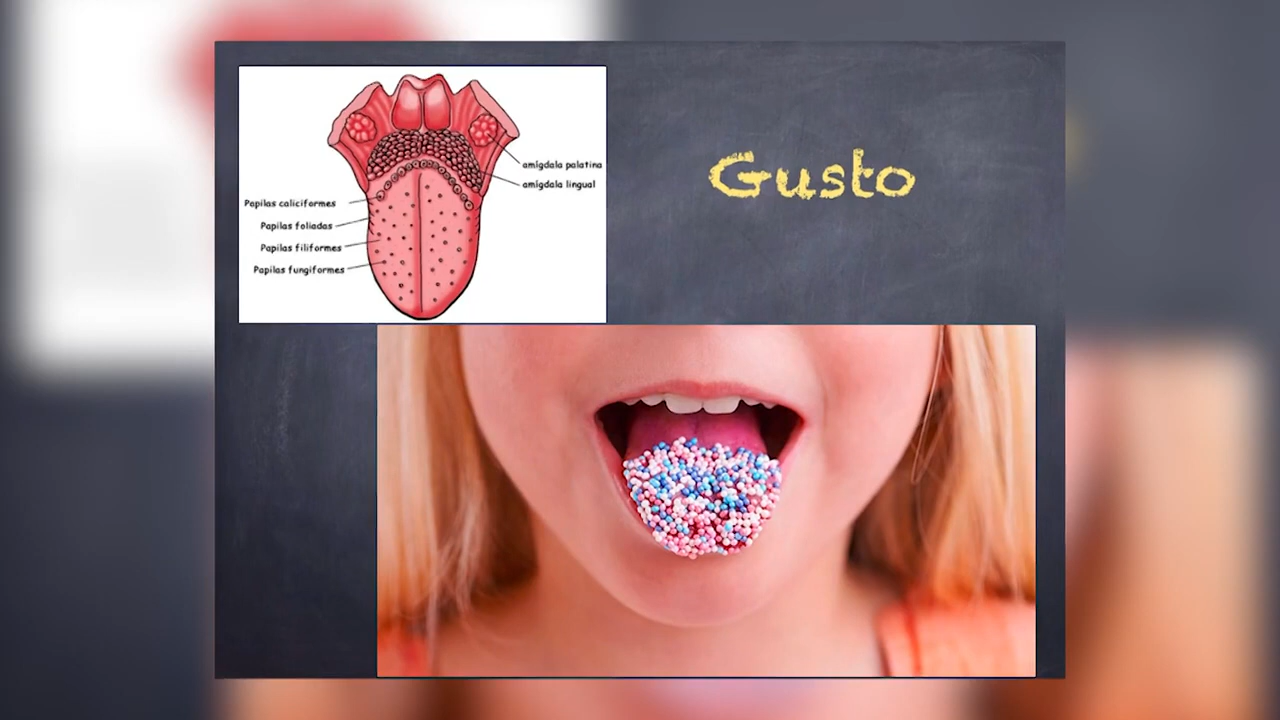 Gusto
amígdala palatina
amígdala lingual
Papilas caliciformes
Papilas foliadas
Papilas filiformes
Papilas fungiformes